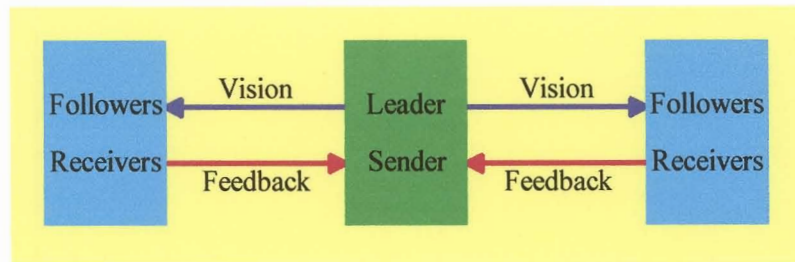 Vision Vision
Followers Leader Followers
Receivers Sender Receivers
Feedback Feedback